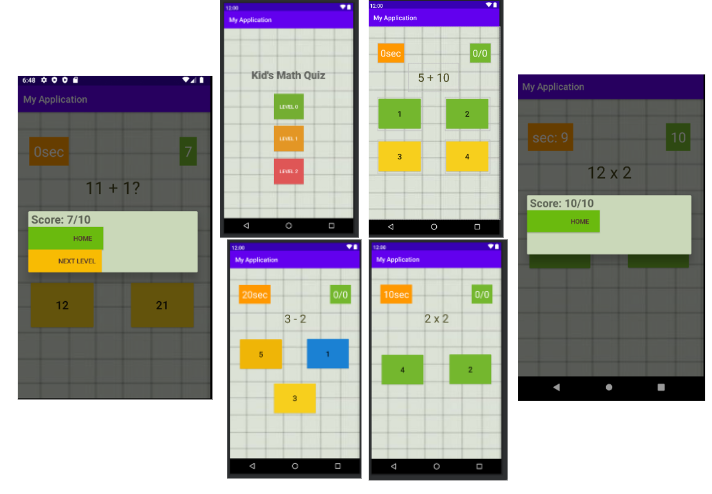 6:48
My Application
0sec
7
11 + 1?
Score: 7/10
HOME
NEXT LEVEL
12
21
12:00
My Application
Kid's Math Quiz
LEVEL 0
LEVEL 1
LEVEL 2
12:00
My Application
0sec
0/0
5 + 10
1
2
3
4
12:00
My Application
20sec
0/0
3 - 2
5
1
3
12:00
My Application
10sec
0/0
2 x 2
4
2
My Application
sec: 9
10
12 x 2
Score: 10/10
HOME